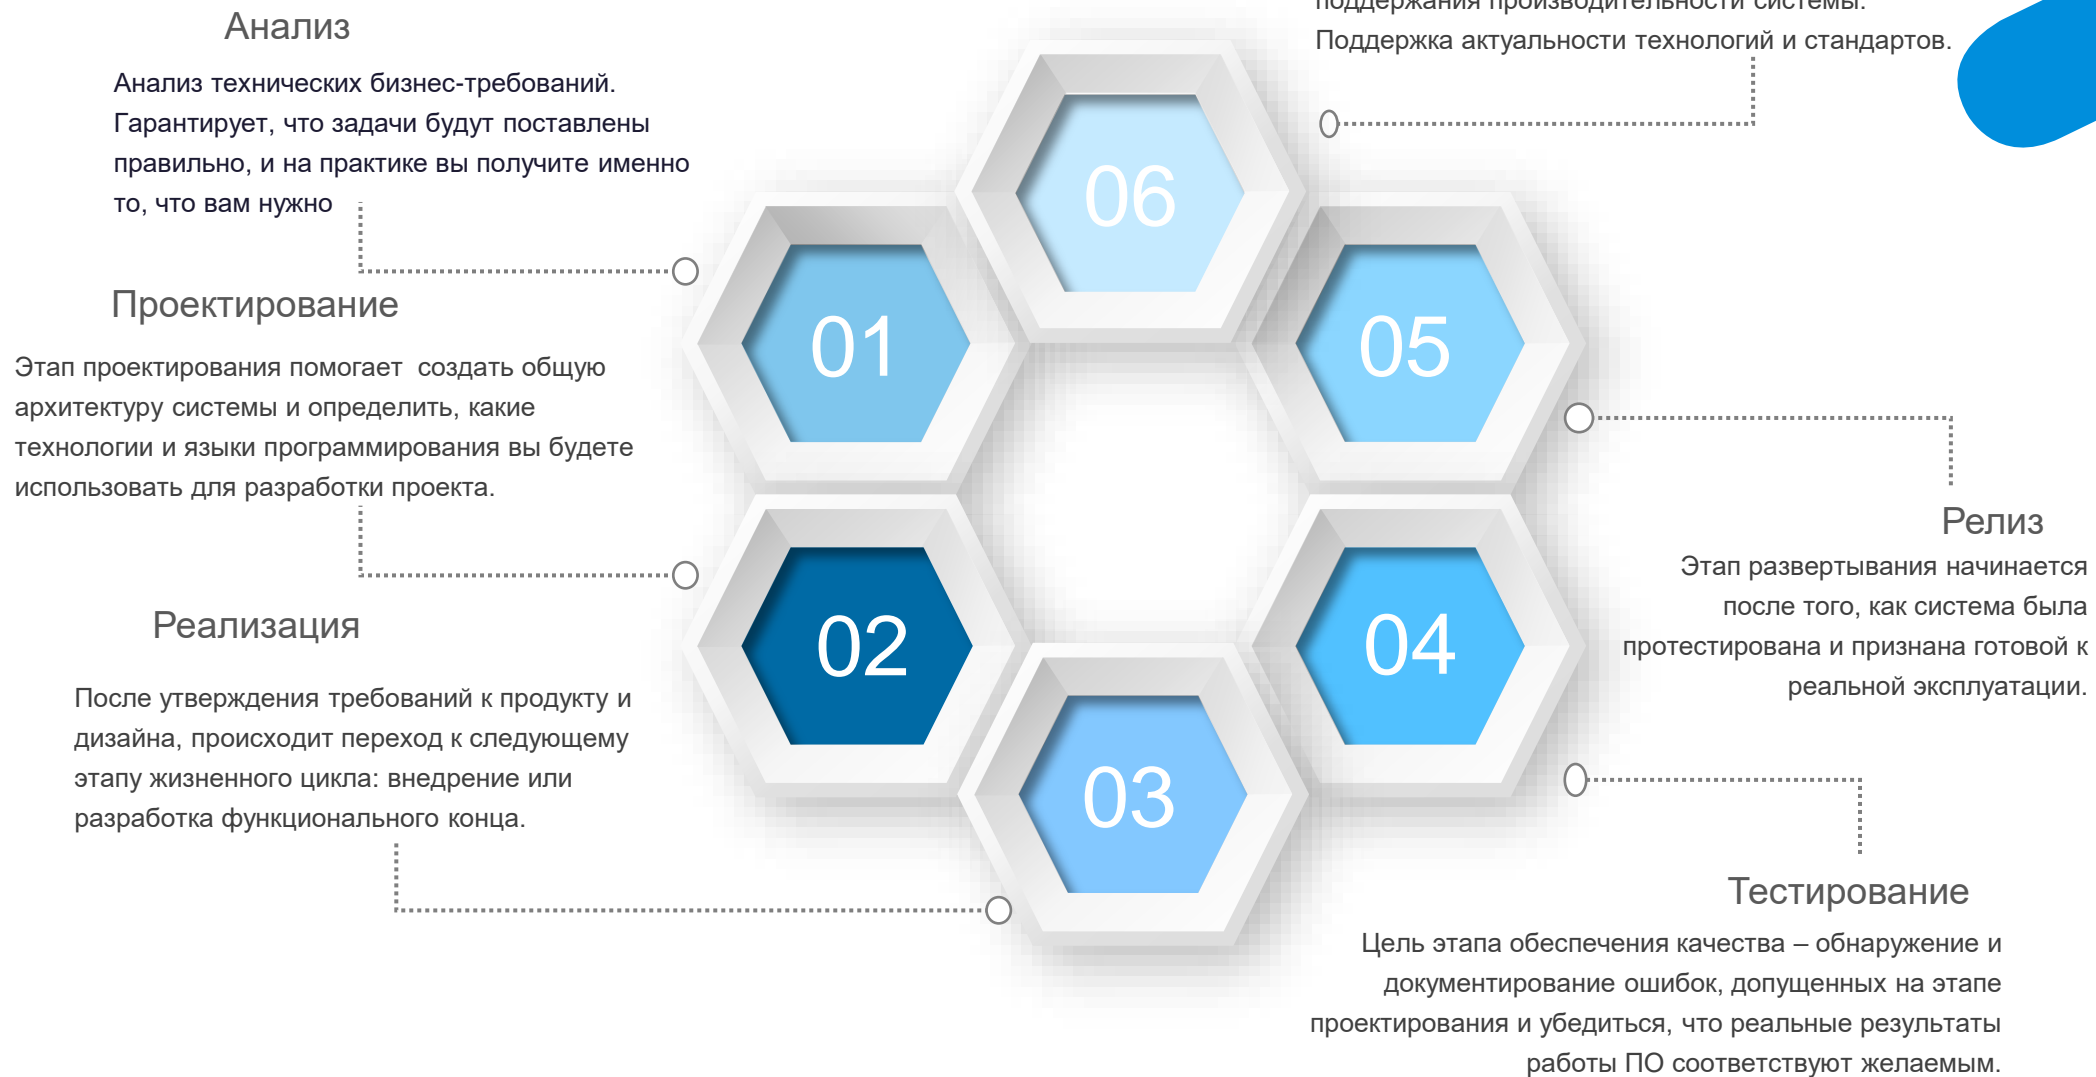 Анализ
Анализ технических бизнес-требований.
Гарантирует, что задачи будут поставлены
правильно, и на практике вы получите именно
то, что вам нужно
Проектирование
Этап проектирования помогает  создать общую
архитектуру системы и определить, какие
технологии и языки программирования вы будете
использовать для разработки проекта.
Реализация
После утверждения требований к продукту и
дизайна, происходит переход к следующему
этапу жизненного цикла: внедрение или
разработка функционального конца.
01
02
03
04
05
06
поддержания производительности системы.
Поддержка актуальности технологий и стандартов.
Релиз
Этап развертывания начинается
после того, как система была
протестирована и признана готовой к
реальной эксплуатации.
Тестирование
Цель этапа обеспечения качества – обнаружение и
документирование ошибок, допущенных на этапе
проектирования и убедиться, что реальные результаты
работы ПО соответствуют желаемым.